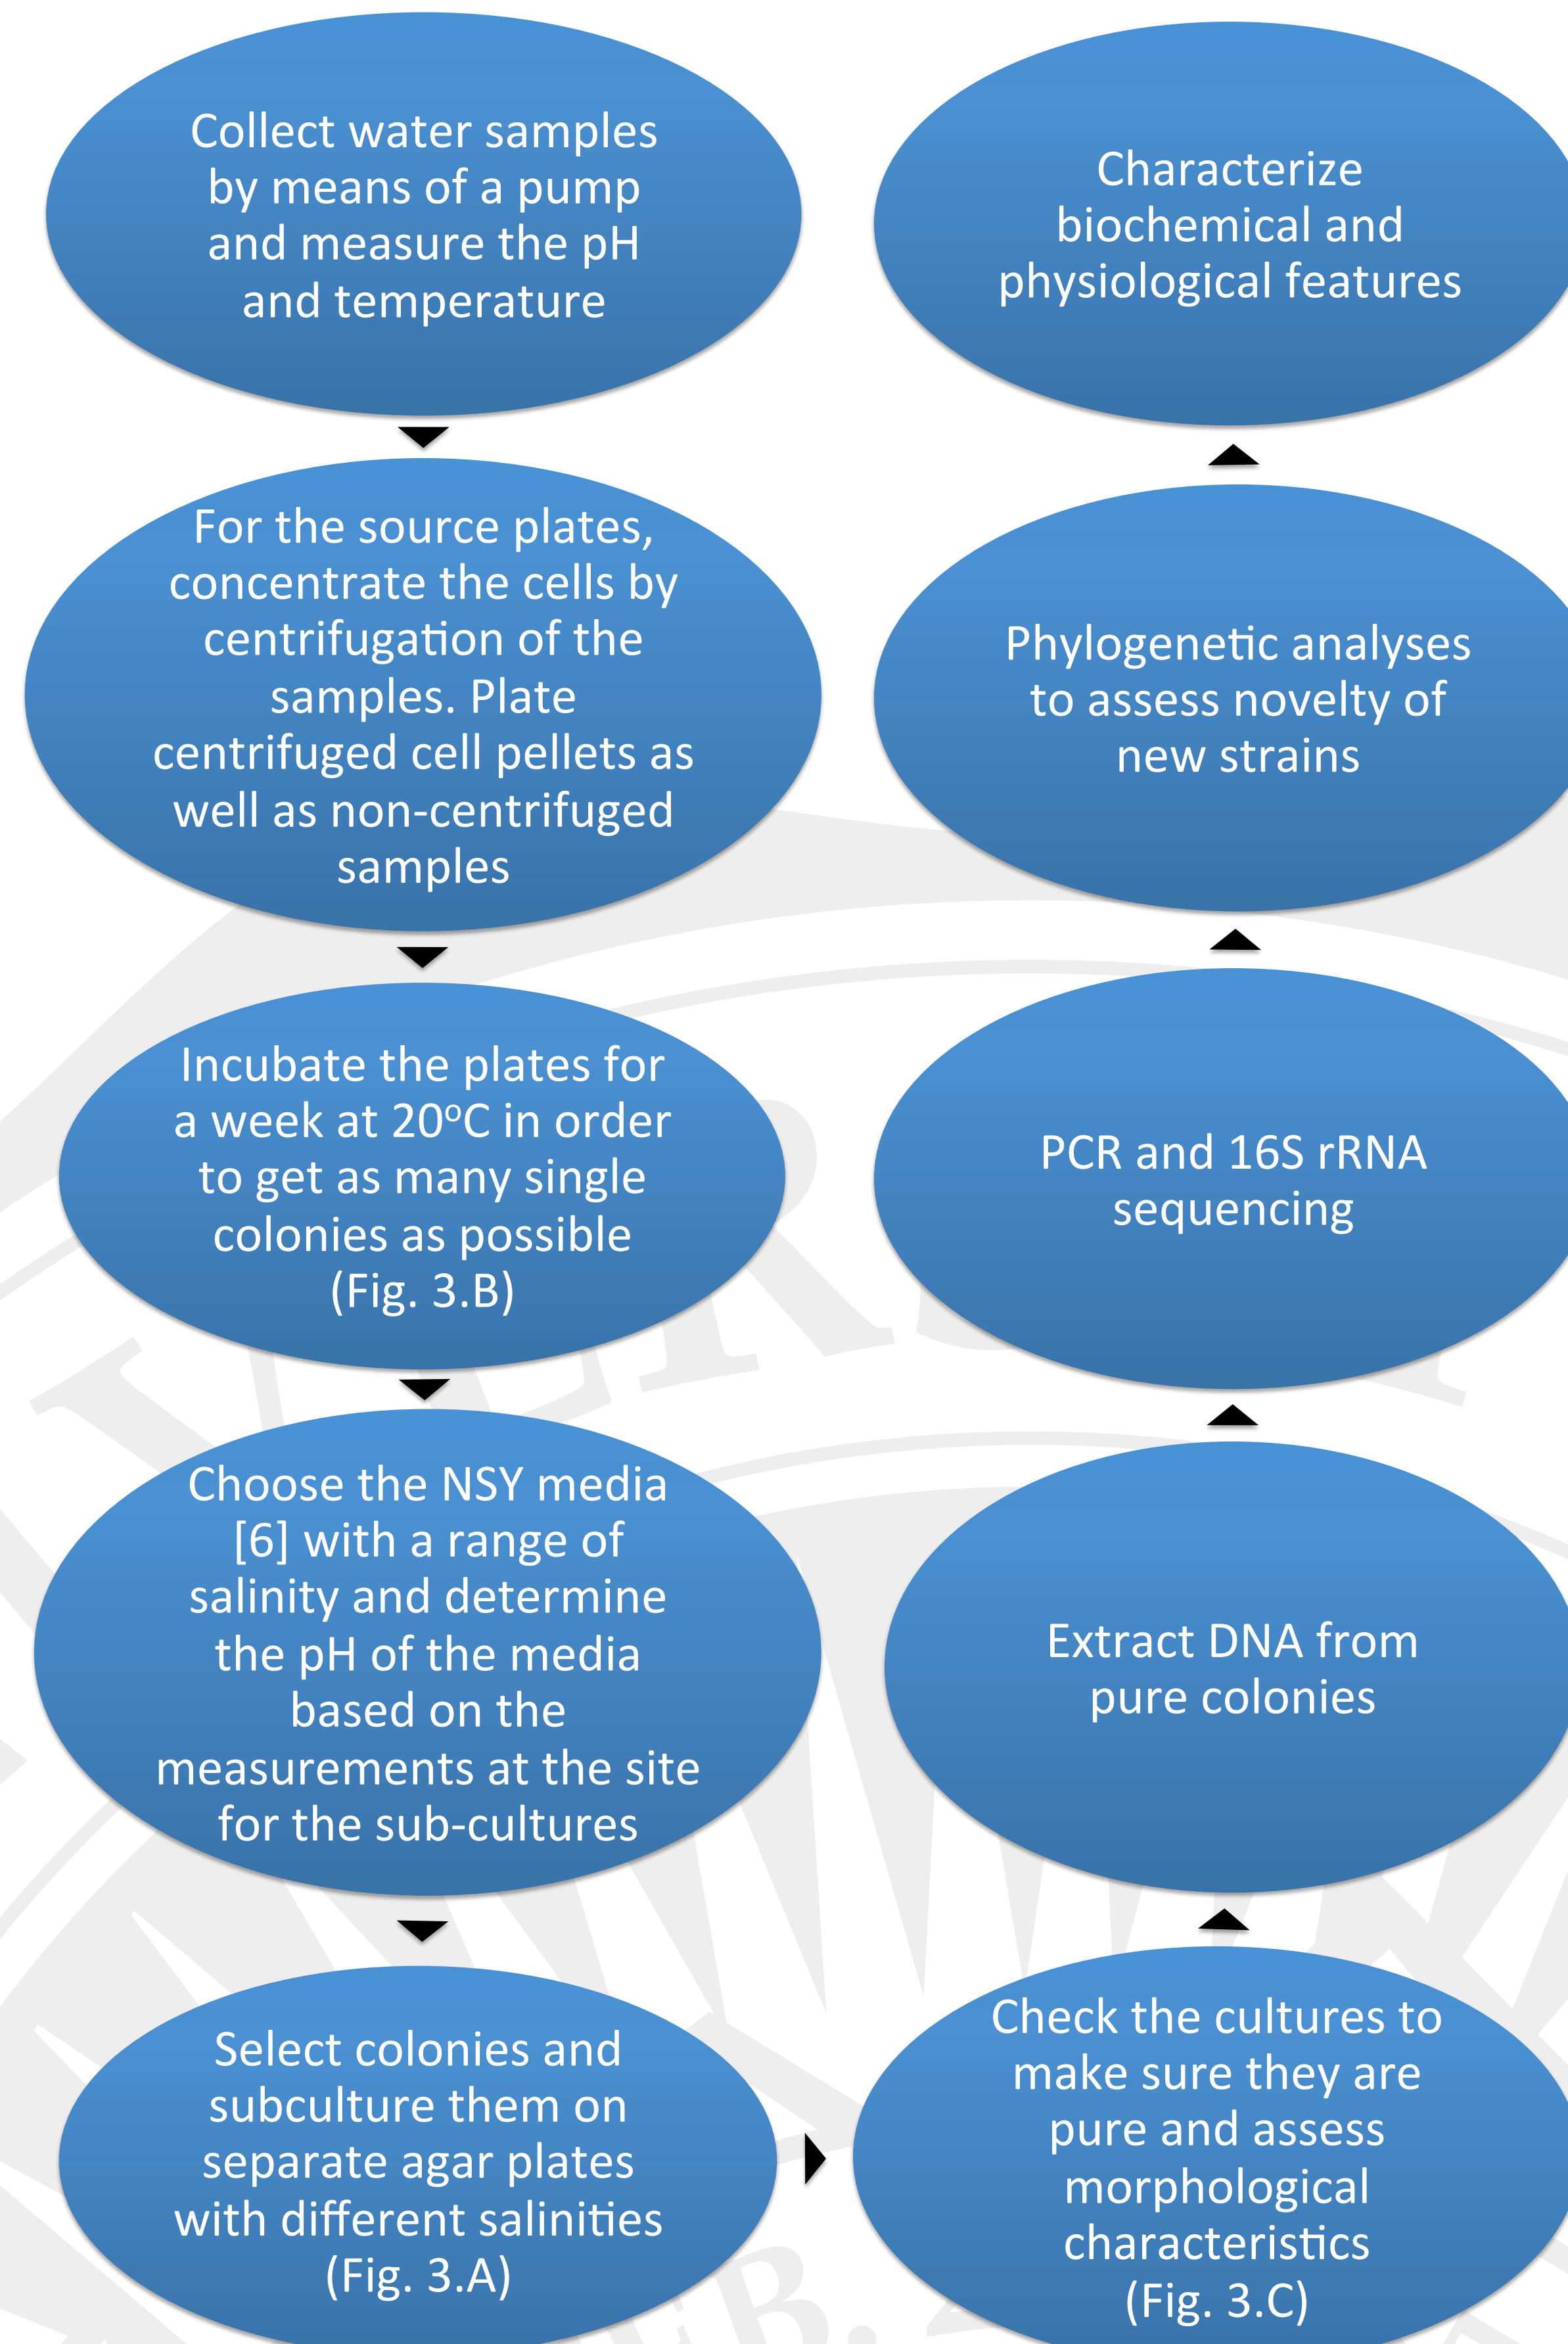 Collect water samples
by means of a pump
and measure the pH
and temperature
For the source plates,
concentrate the cells by
centrifugation of the
samples. Plate
centrifuged cell pellets as
well as non-centrifuged
samples
Incubate the plates for
a week at 20°C in order
to get as many single
colonies as possible
(Fig. 3.B)
Choose the NSY media
[6] with a range of
salinity and determine
the pH of the media
based on the
measurements at the site
for the sub-cultures
Select colonies and
subculture them on
separate agar plates
with different salinities
(Fig. 3.A)
Check the cultures to
make sure they are
pure and assess
morphological
characteristics
(Fig. 3.C)
Extract DNA from
pure colonies
PCR and 16S rRNA
sequencing
Phylogenetic analyses
to assess novelty of
new strains
Characterize
biochemical and
physiological features